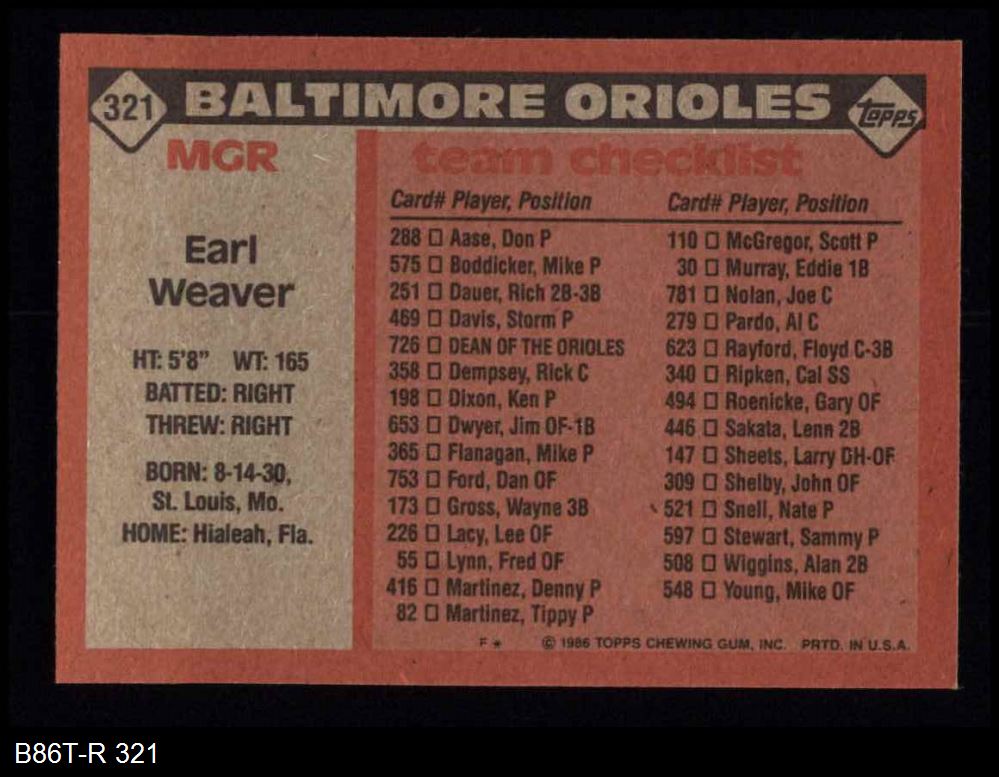 321 BALTIMORE ORIOLES topps
MGR
Earl
Weaver
HT: 5'8" WT: 165
BATTED: RIGHT
THREW: RIGHT
BORN: 8-14-30,
St. Louis, Mo.
HOME: Hialeah, Fla.
team checklist
Card# Player, Position
288 Aase, Don P
575 Boddicker, Mike P
251 Dauer, Rich 2B-3B
469 Davis, Storm P
726 DEAN OF THE ORIOLES
358 Dempsey, Rick C
198 Dixon, Ken P
653 Dwyer, Jim OF-1B
365 Flanagan, Mike P
753 Ford, Dan OF
173 Gross, Wayne 3B
226 Lacy, Lee OF
55 Lynn, Fred OF
416 Martinez, Denny P
82 Martinez, Tippy P
Card# Player, Position
110 McGregor, Scott P
30 Murray, Eddie 1B
781 Nolan, Joe C
279 Pardo, Al C
623 Rayford, Floyd C-3B
340 Ripken, Cal SS
494 Roenicke, Gary OF
446 Sakata, Lenn 2B
147 Sheets, Larry DH-OF
309 Shelby, John OF
521 Snell, Nate P
597 Stewart, Sammy P
508 Wiggins, Alan 2B
548 Young, Mike OF
F * © 1986 TOPPS CHEWING GUM, INC. PRTD. IN U.S.A.
B86T-R 321